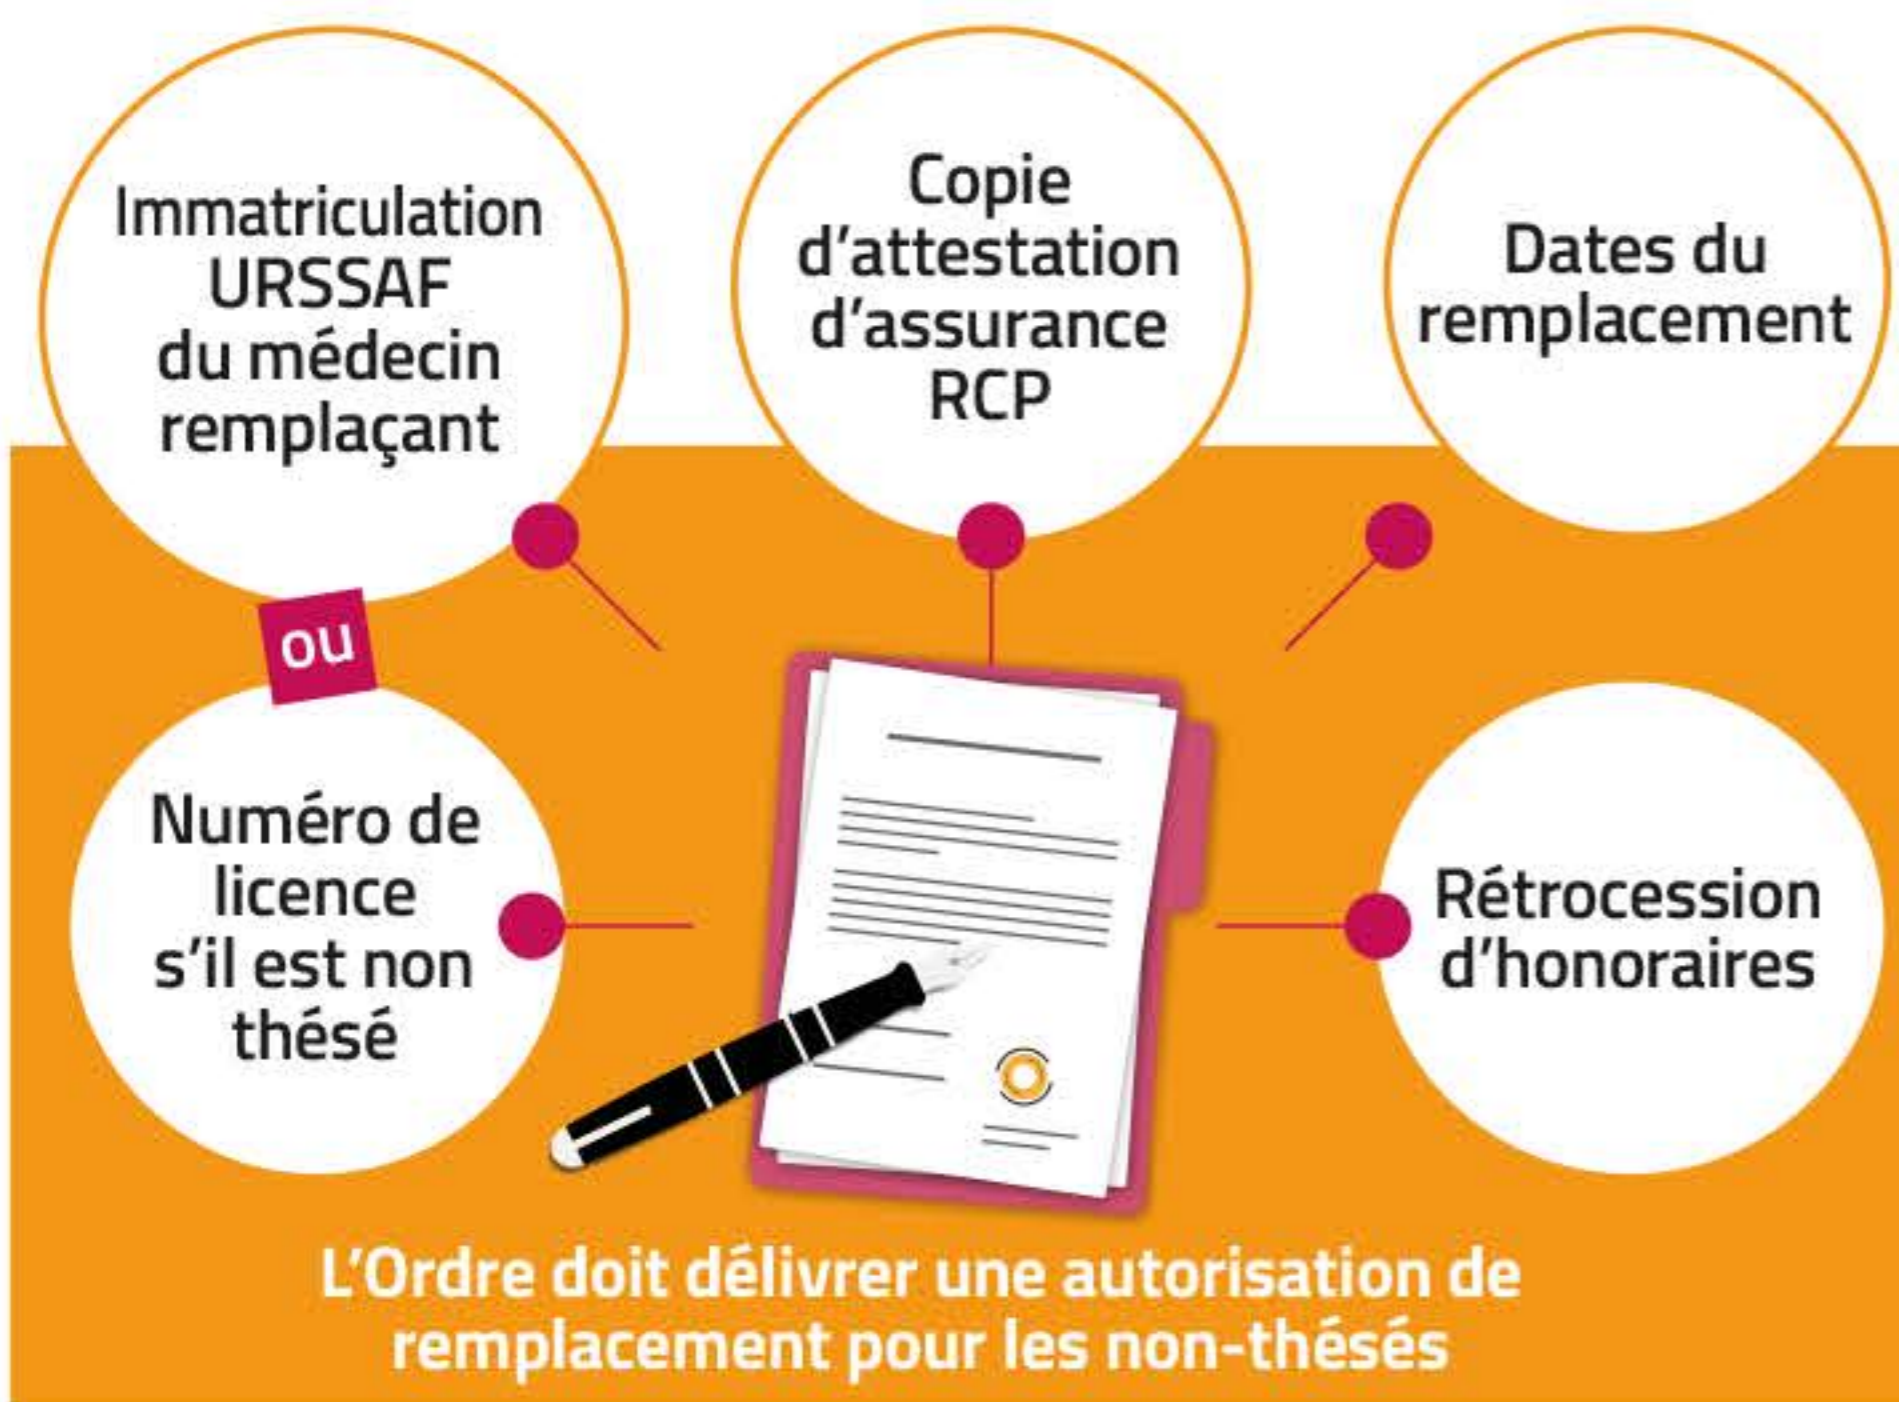 Immatriculation
URSSAF
du médecin
remplaçant
Copie
d’attestation
d’assurance
RCP
Dates du
remplacement
ou
Numéro de
licence
s’il est non
thésé
Rétrocession
d’honoraires
L’Ordre doit délivrer une autorisation de
remplacement pour les non-thésés